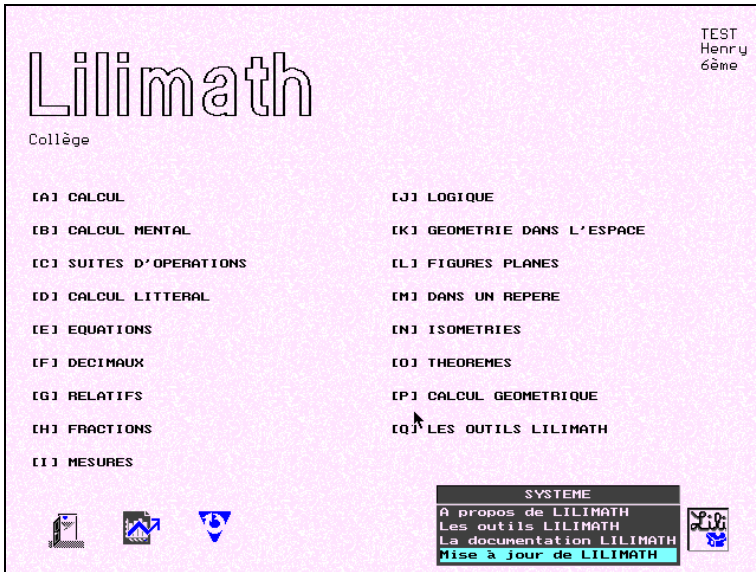 TEST
Henry
6ème
Lilimath
Collège
[A] CALCUL
[B] CALCUL MENTAL
[C] SUITES D'OPERATIONS
[D] CALCUL LITTERAL
[E] EQUATIONS
[F] DECIMAUX
[G] RELATIFS
[H] FRACTIONS
[I] MESURES
[J] LOGIQUE
[K] GEOMETRIE DANS L'ESPACE
[L] FIGURES PLANES
[M] DANS UN REPERE
[N] ISOMETRIES
[O] THEOREMES
[P] CALCUL GEOMETRIQUE
[Q] LES OUTILS LILIMATH
SYSTEME
A propos de LILIMATH
Les outils LILIMATH
La documentation LILIMATH
Mise à jour de LILIMATH
Lili